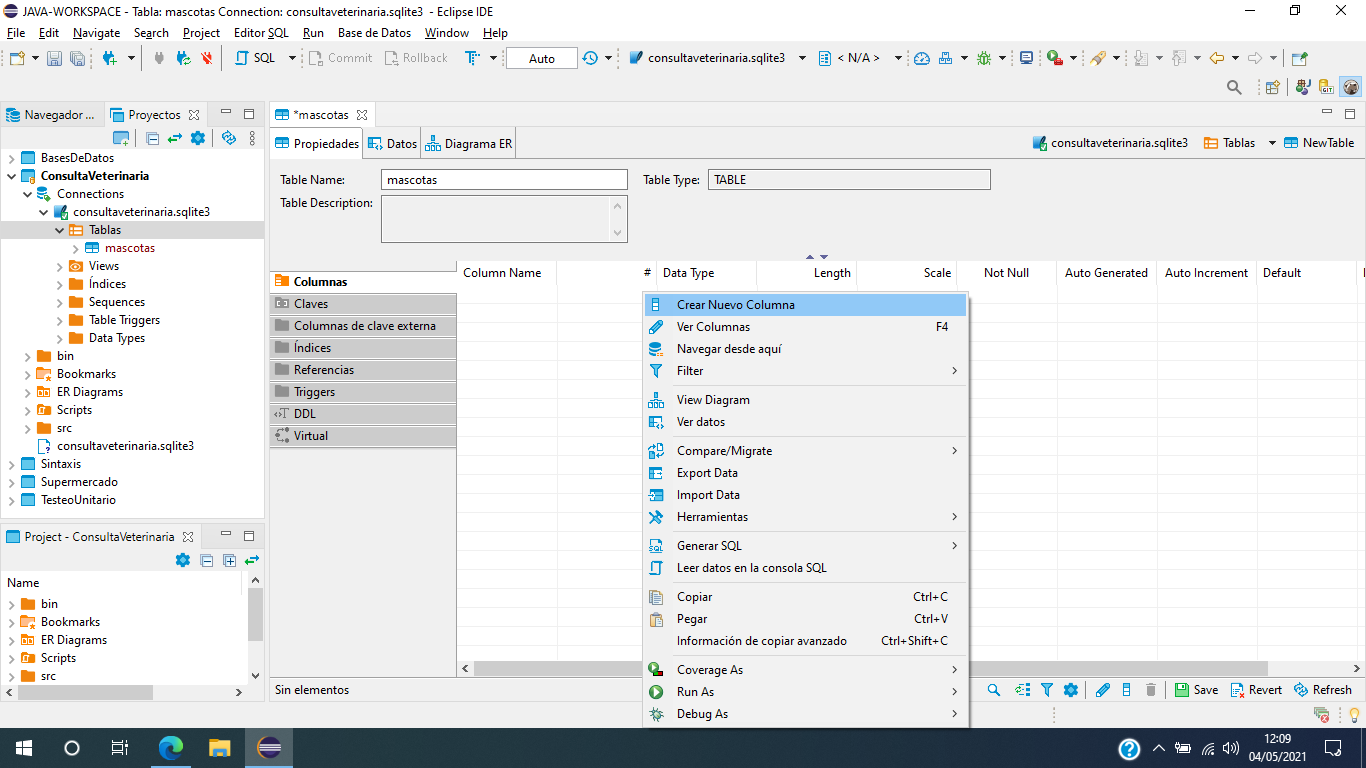 JAVA-WORKSPACE - Tabla: mascotas Connection: consultaveterinaria.sqlite3 - Eclipse IDE
File Edit Navigate Search Project Editor SQL Run Base de Datos Window Help
SQL Commit Rollback Auto consultaveterinaria.sqlite3 < N/A >
Navegador ... Proyectos
BasesDeDatos
ConsultaVeterinaria
Connections
consultaveterinaria.sqlite3
Tablas
mascotas
Views
Índices
Sequences
Table Triggers
Data Types
bin
Bookmarks
ER Diagrams
Scripts
src
consultaveterinaria.sqlite3
Sintaxis
Supermercado
TesteoUnitario
Project - ConsultaVeterinaria
Name
bin
Bookmarks
ER Diagrams
Scripts
src
*mascotas
Propiedades Datos Diagrama ER
consultaveterinaria.sqlite3 Tablas NewTable
Table Name: mascotas Table Type: TABLE
Table Description:
Columnas
Claves
Columnas de clave externa
Índices
Referencias
Triggers
DDL
Virtual
Column Name # Data Type Length Scale Not Null Auto Generated Auto Increment Default
Crear Nuevo Columna
Ver Columnas F4
Navegar desde aquí
Filter
View Diagram
Ver datos
Compare/Migrate
Export Data
Import Data
Herramientas
Generar SQL
Leer datos en la consola SQL
Copiar Ctrl+C
Pegar Ctrl+V
Información de copiar avanzado Ctrl+Shift+C
Coverage As
Run As
Debug As
Sin elementos
Save Revert Refresh
12:09
04/05/2021